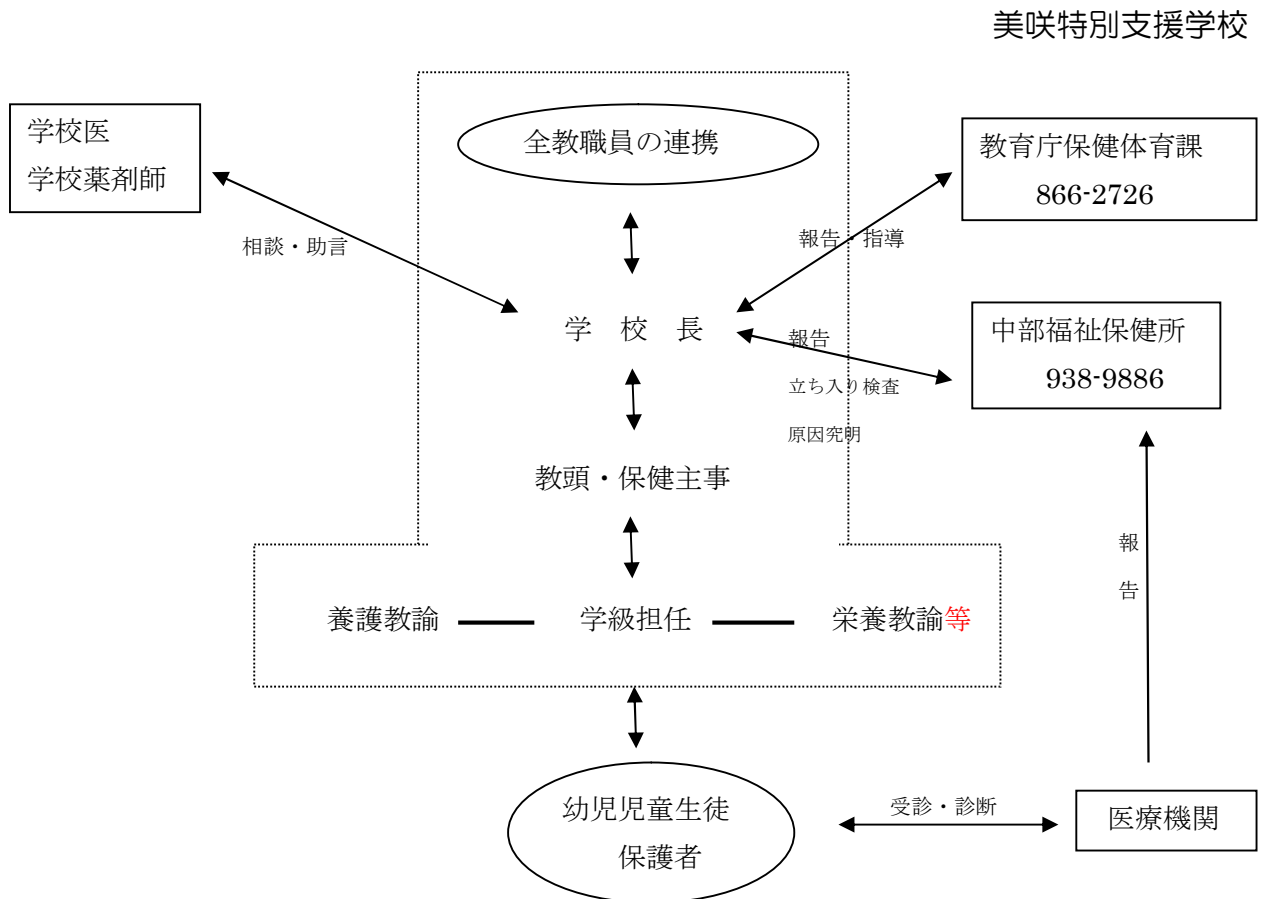 美咲特別支援学校
学校医
学校薬剤師
全教職員の連携
教育庁保健体育課
866-2726
相談・助言
報告・指導
学 校 長
報告
立ち入り検査
原因究明
中部福祉保健所
938-9886
教頭・保健主事
報
告
養護教諭
学級担任
栄養教諭等
幼児児童生徒
保護者
受診・診断
医療機関